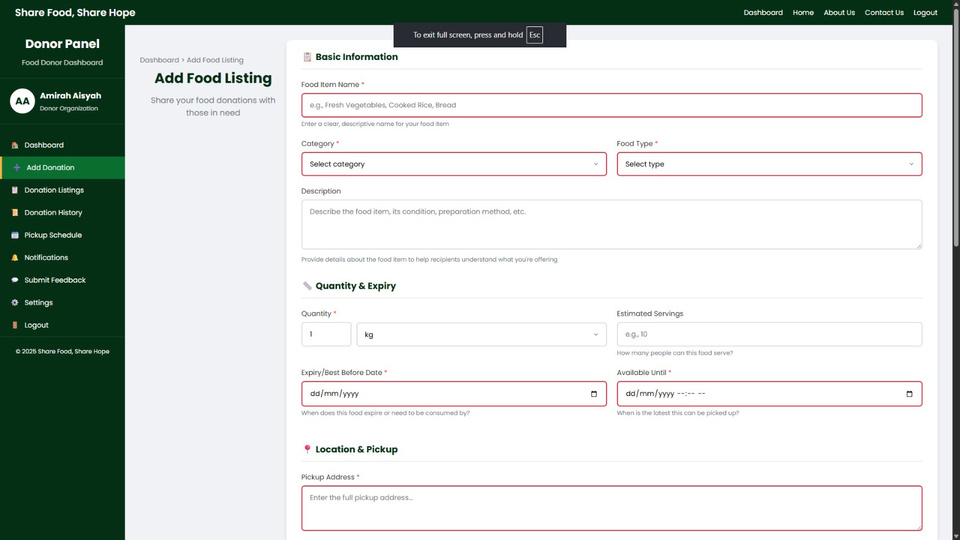 Share Food, Share Hope
Dashboard Home About Us Contact Us Logout
To exit full screen, press and hold Esc
Donor Panel
Food Donor Dashboard
AA
Amirah Aisyah
Donor Organization
Dashboard
Add Donation
Donation Listings
Donation History
Pickup Schedule
Notifications
Submit Feedback
Settings
Logout
© 2025 Share Food, Share Hope
Dashboard > Add Food Listing
Add Food Listing
Share your food donations with
those in need
Basic Information
Food Item Name *
e.g., Fresh Vegetables, Cooked Rice, Bread
Enter a clear, descriptive name for your food item
Category * Food Type *
Select category Select type
Description
Describe the food item, its condition, preparation method, etc.
Provide details about the food item to help recipients understand what you're offering
Quantity & Expiry
Quantity * Estimated Servings
1 kg e.g., 10
How many people can this food serve?
Expiry/Best Before Date * Available Until *
dd/mm/yyyy dd/mm/yyyy --:-- --
When does this food expire or need to be consumed by? When is the latest this can be picked up?
Location & Pickup
Pickup Address *
Enter the full pickup address...